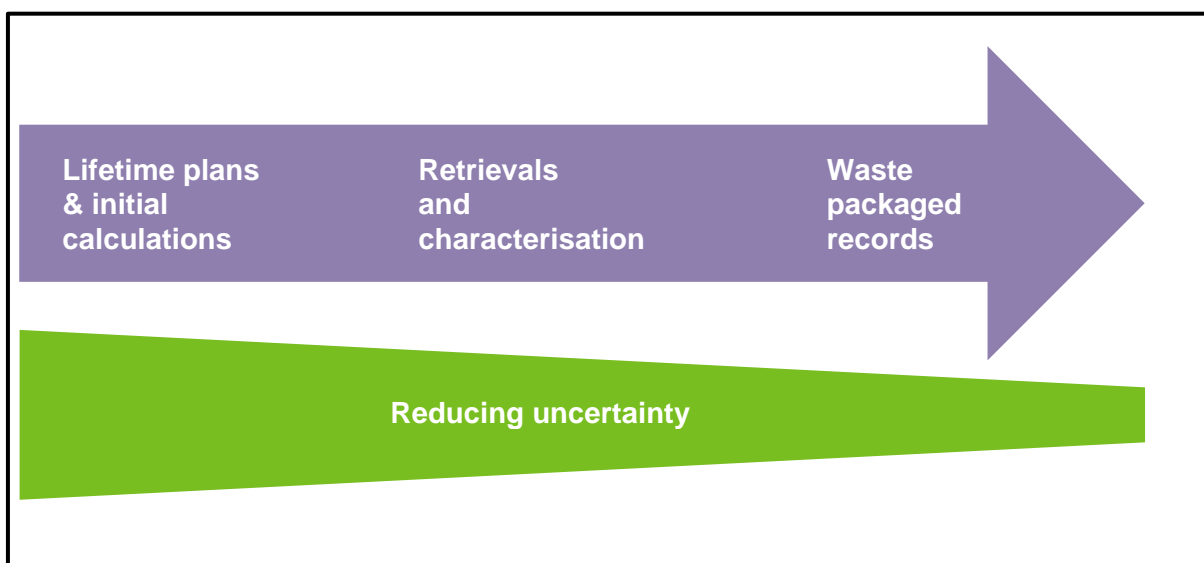 Lifetime plans
& initial
calculations
Retrievals
and
characterisation
Waste
packaged
records
Reducing uncertainty